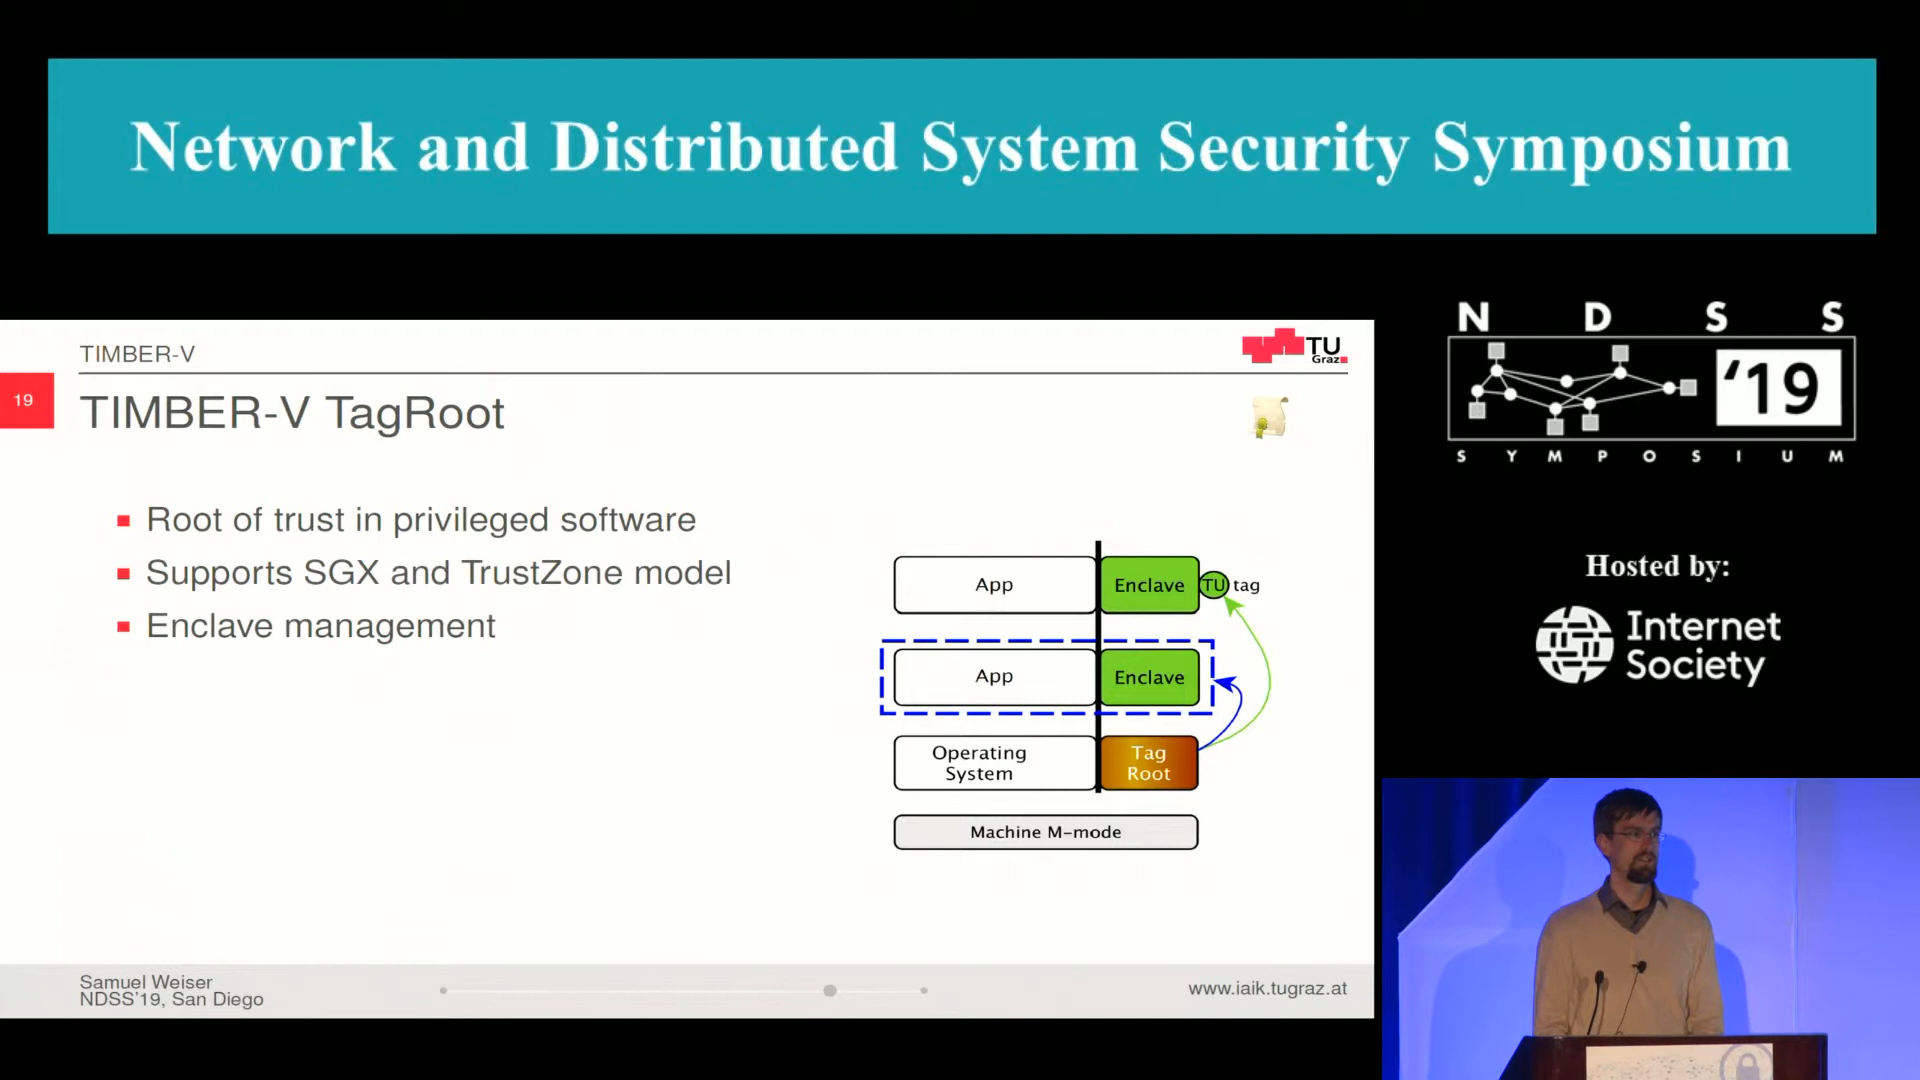 Network and Distributed System Security Symposium
N D S S
'19
S Y M P O S I U M
Hosted by:
Internet
Society
TIMBER-V
TU
Graz
19
TIMBER-V TagRoot
Root of trust in privileged software
Supports SGX and TrustZone model
Enclave management
App
Enclave
TU
tag
App
Enclave
Operating
System
Tag
Root
Machine M-mode
Samuel Weiser
NDSS'19, San Diego
www.iaik.tugraz.at